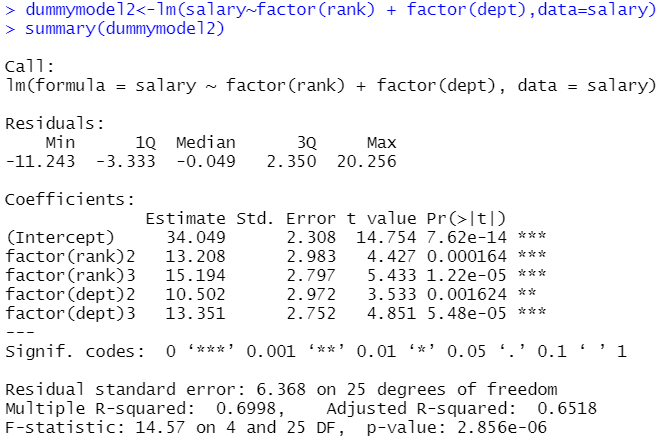 > dummymodel2<-lm(salary~factor(rank) + factor(dept),data=salary)
> summary(dummymodel2)
Call:
lm(formula = salary ~ factor(rank) + factor(dept), data = salary)
Residuals:
    Min      1Q  Median      3Q     Max
-11.243  -3.333  -0.049   2.350  20.256
Coefficients:
              Estimate Std. Error t value Pr(>|t|)
(Intercept)     34.049      2.308  14.754 7.62e-14 ***
factor(rank)2   13.208      2.983   4.427 0.000164 ***
factor(rank)3   15.194      2.797   5.433 1.22e-05 ***
factor(dept)2   10.502      2.972   3.533 0.001624 **
factor(dept)3   13.351      2.752   4.851 5.48e-05 ***
---
Signif. codes:  0 ‘***’ 0.001 ‘**’ 0.01 ‘*’ 0.05 ‘.’ 0.1 ‘ ’ 1
Residual standard error: 6.368 on 25 degrees of freedom
Multiple R-squared:  0.6998,    Adjusted R-squared:  0.6518
F-statistic: 14.57 on 4 and 25 DF,  p-value: 2.856e-06